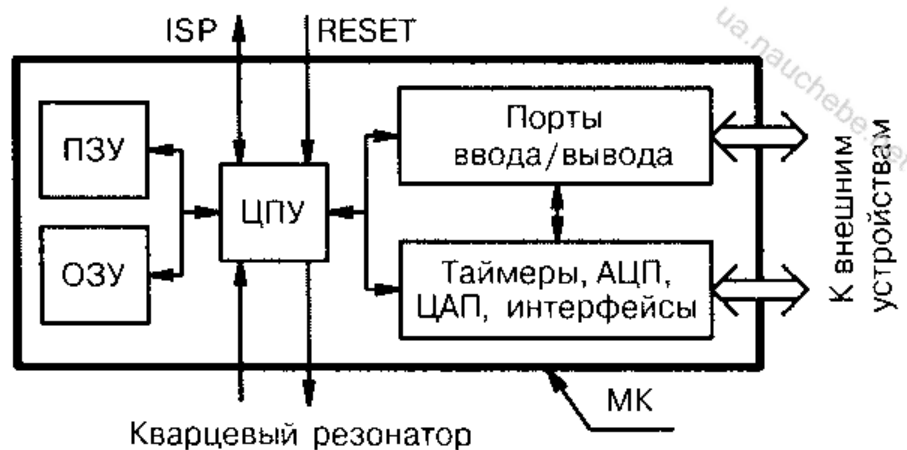 ISP
RESET
ua.nauchebe.net
ПЗУ
ОЗУ
ЦПУ
Порты
ввода/вывода
Таймеры, АЦП,
ЦАП, интерфейсы
К внешним
устройствам
МК
Кварцевый резонатор